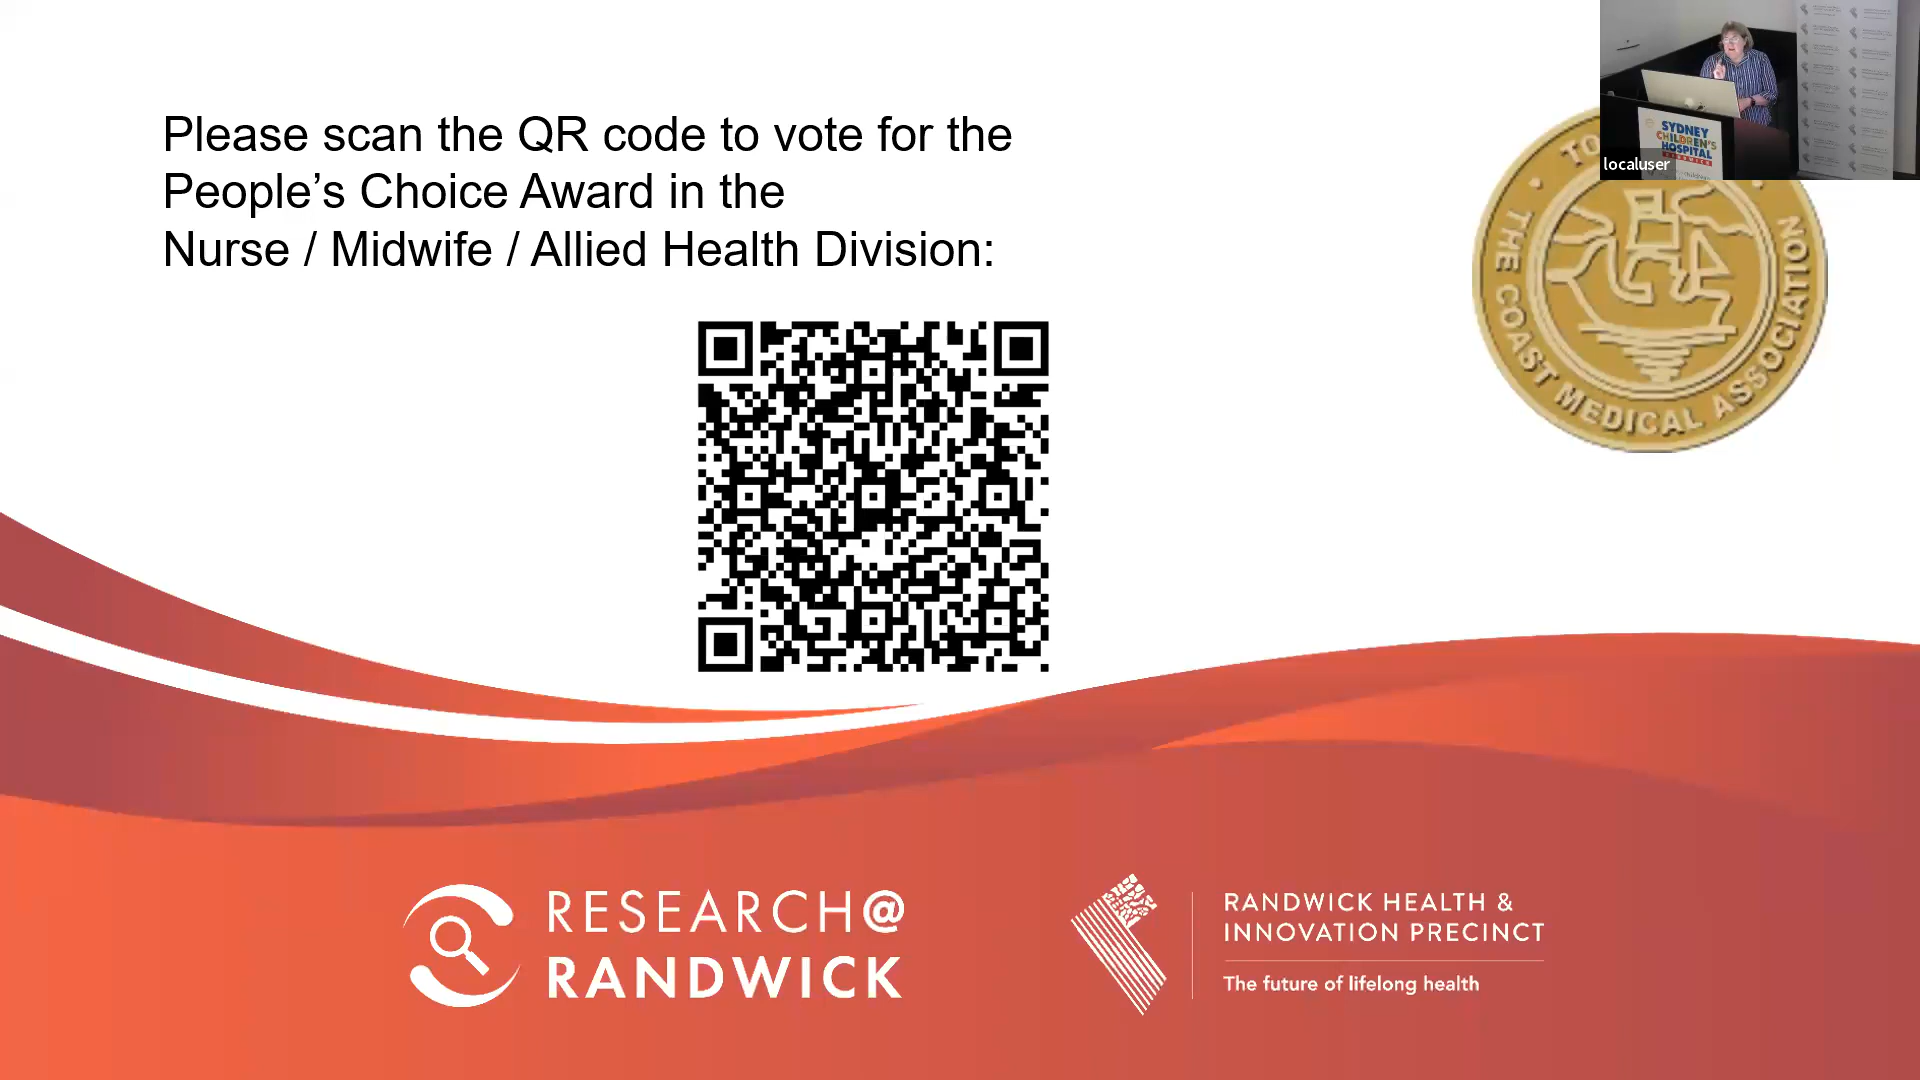 Please scan the QR code to vote for the
People’s Choice Award in the
Nurse / Midwife / Allied Health Division:
SYDNEY
CHILDREN'S
HOSPITAL
localuser
THE COAST MEDICAL ASSOCIATION
RESEARCH@
RANDWICK
RANDWICK HEALTH &
INNOVATION PRECINCT
The future of lifelong health